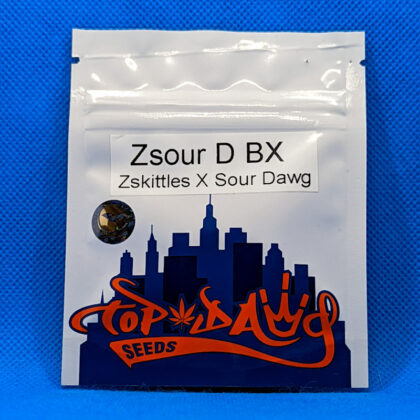 Zsour D BX
Zskittles X Sour Dawg
TOP DAWG
SEEDS